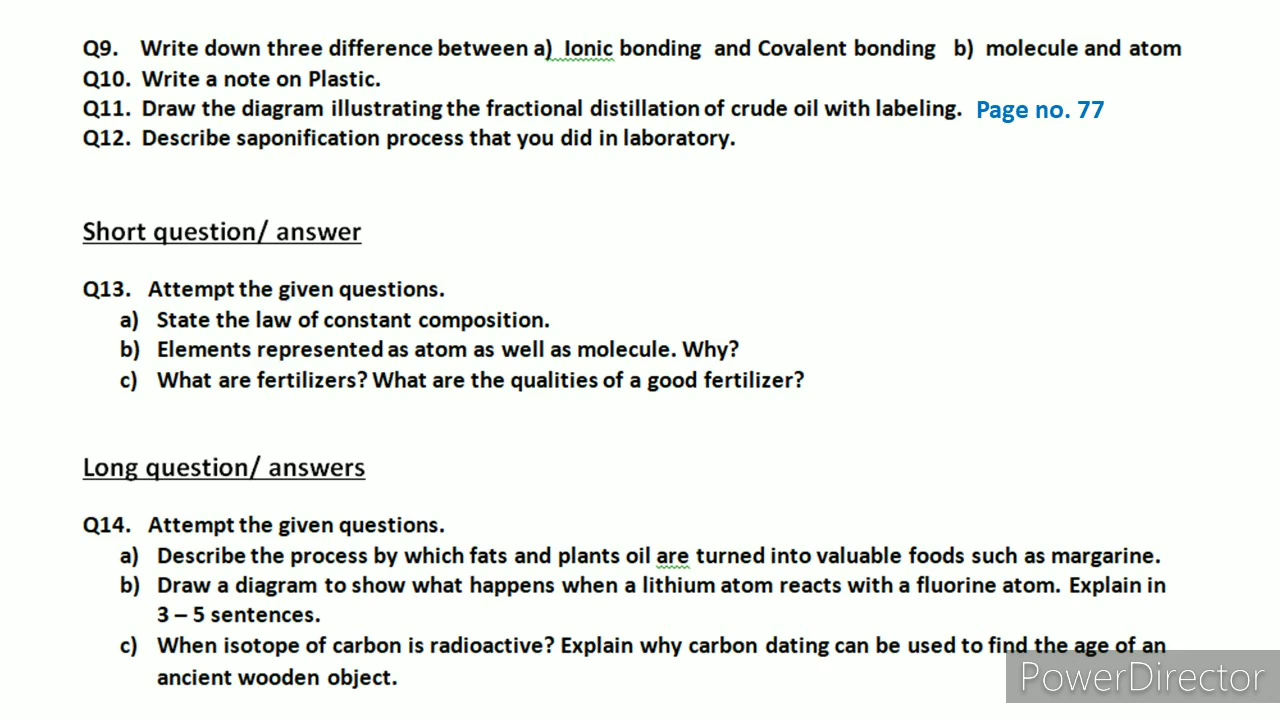 Q9. Write down three difference between a) Ionic bonding and Covalent bonding b) molecule and atom
Q10. Write a note on Plastic.
Q11. Draw the diagram illustrating the fractional distillation of crude oil with labeling. Page no. 77
Q12. Describe saponification process that you did in laboratory.
Short question/ answer
Q13. Attempt the given questions.
a) State the law of constant composition.
b) Elements represented as atom as well as molecule. Why?
c) What are fertilizers? What are the qualities of a good fertilizer?
Long question/ answers
Q14. Attempt the given questions.
a) Describe the process by which fats and plants oil are turned into valuable foods such as margarine.
b) Draw a diagram to show what happens when a lithium atom reacts with a fluorine atom. Explain in
3 – 5 sentences.
c) When isotope of carbon is radioactive? Explain why carbon dating can be used to find the age of an
ancient wooden object.
PowerDirector